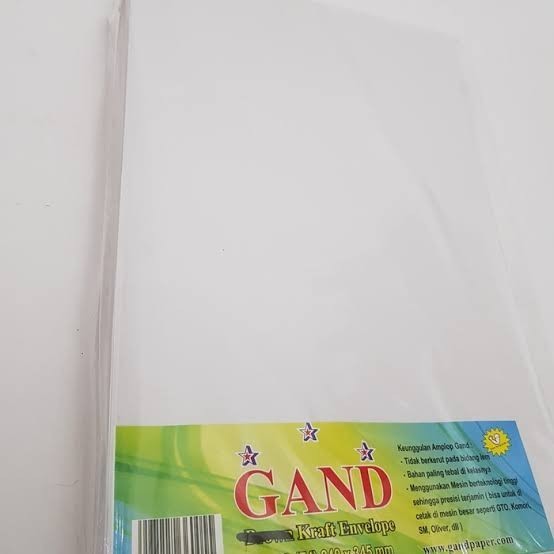 GAND
Kraft Envelope
x 345 mm
Keunggulan Amplop Gand :
- Tidak berkerut pada bidang lem
- Bahan paling tebal di kelasnya
- Menggunakan Mesin berteknologi tinggi
sehingga presisi terjamin ( bisa untuk di
cetak di mesin besar seperti GTO, Komori,
SM, Oliver, dll )
www.gandpaper.com